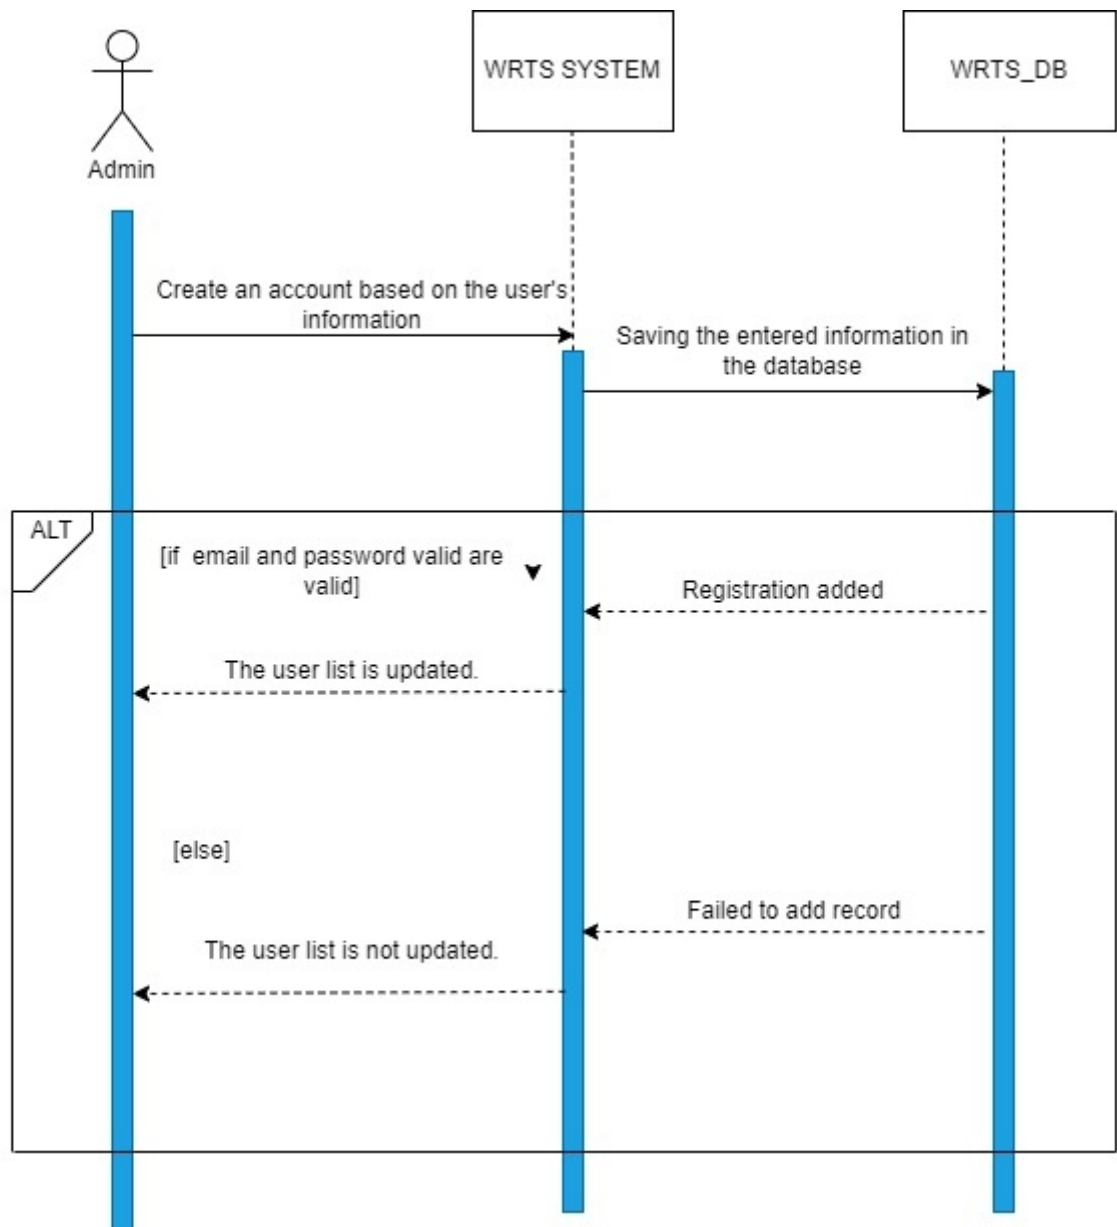 WRTS SYSTEM
WRTS_DB
Admin
Create an account based on the user's
information
Saving the entered information in
the database
ALT
[if  email and password valid are
valid]
Registration added
The user list is updated.
[else]
Failed to add record
The user list is not updated.